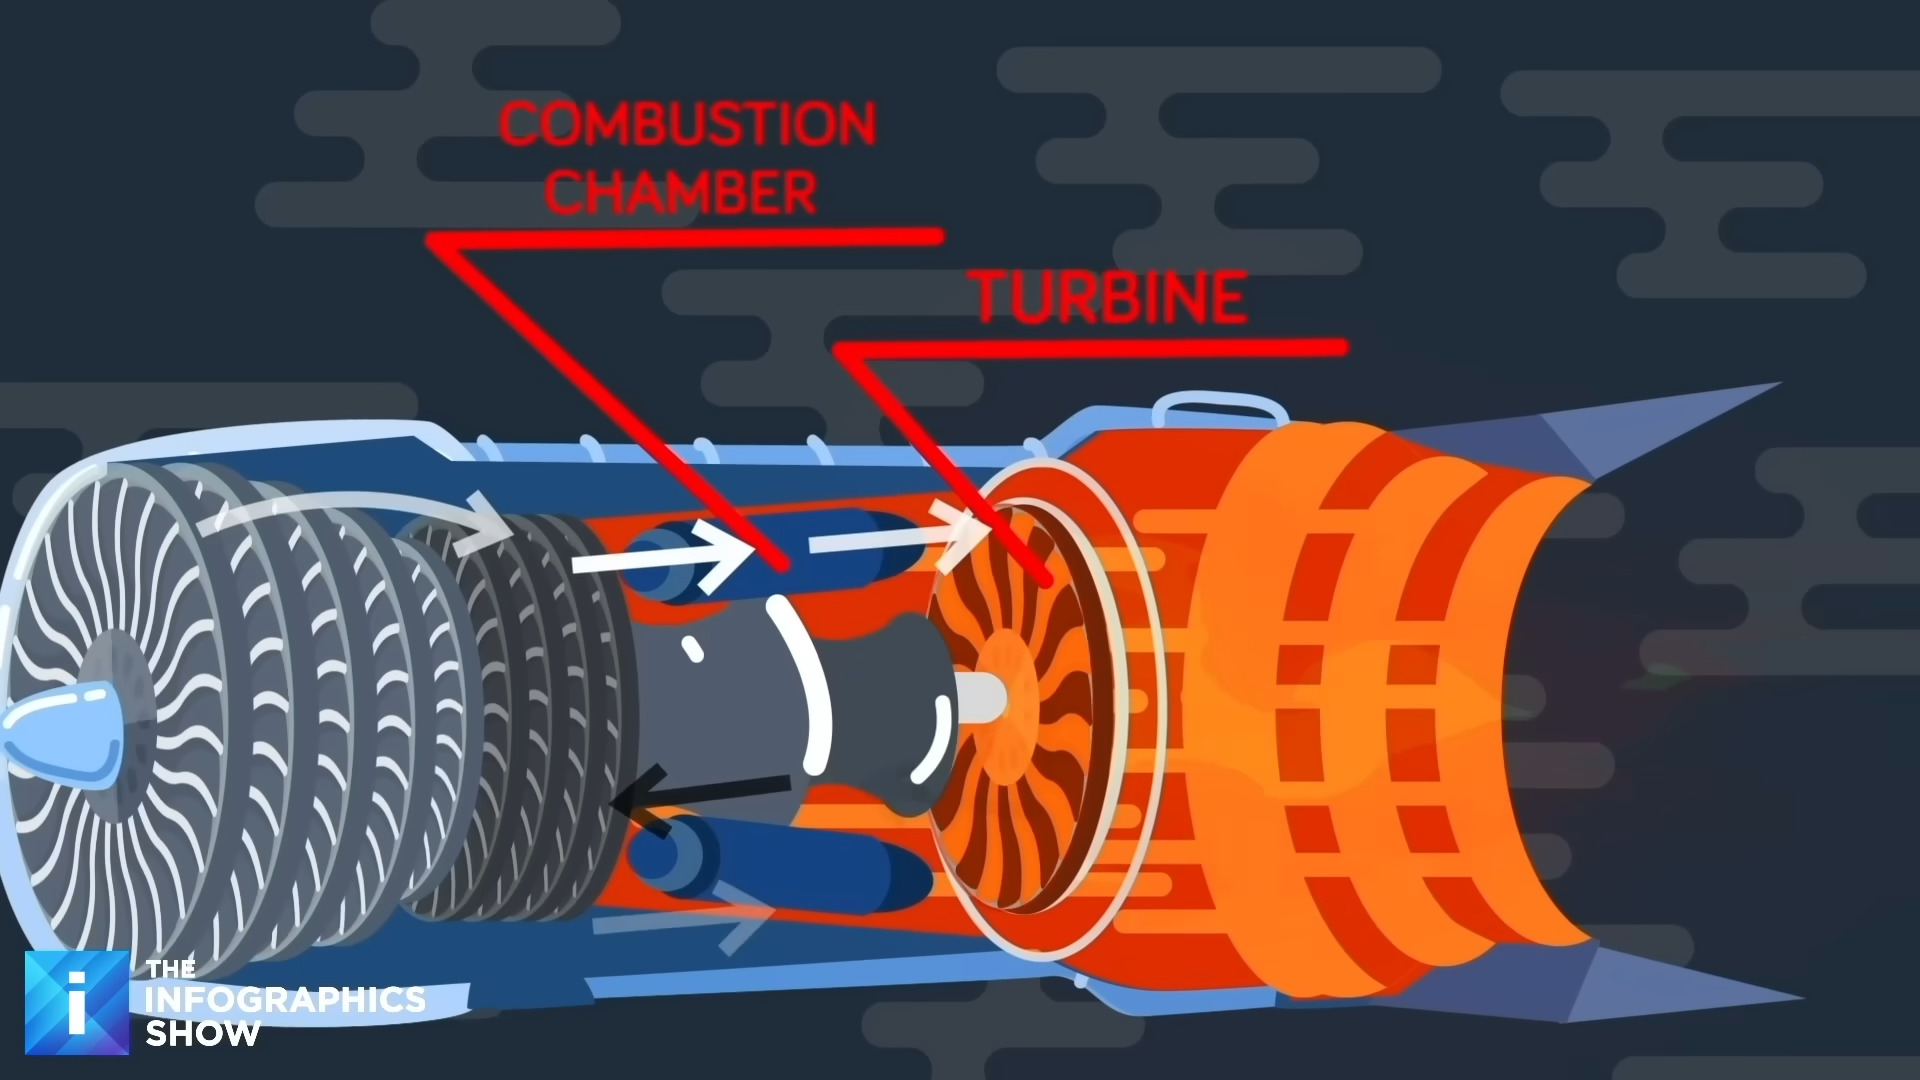 COMBUSTION
CHAMBER
TURBINE
THE
INFOGRAPHICS
SHOW